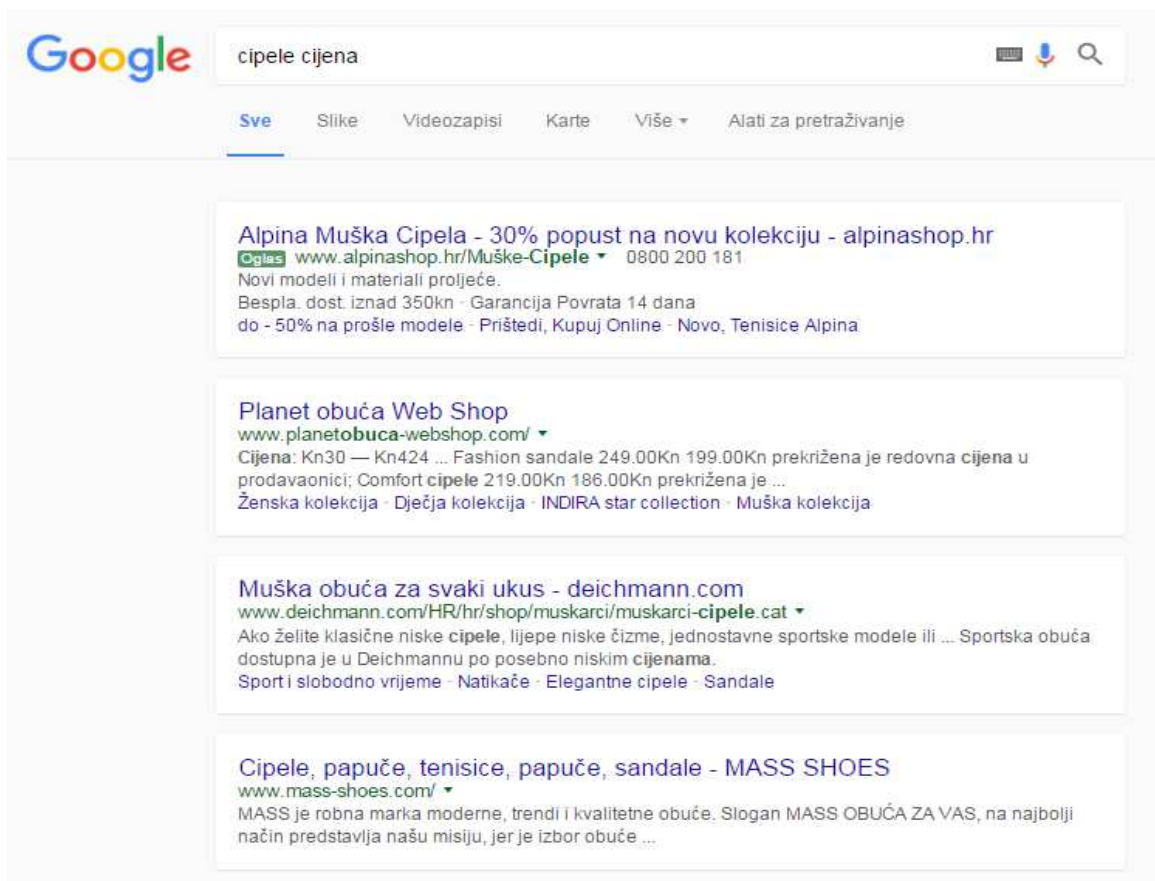 Google
cipele cijena
Sve Slike Videozapisi Karte Više Alati za pretraživanje
Alpina Muška Cipela - 30% popust na novu kolekciju - alpinashop.hr
Oglas www.alpinashop.hr/Muške-Cipele 0800 200 181
Novi modeli i materiali proljeće.
Bespla. dost. iznad 350kn · Garancija Povrata 14 dana
do - 50% na prošle modele · Prištedi, Kupuj Online · Novo, Tenisice Alpina
Planet obuća Web Shop
www.planetobuca-webshop.com/
Cijena: Kn30 — Kn424 ... Fashion sandale 249.00Kn 199.00Kn prekrižena je redovna cijena u
prodavaonici; Comfort cipele 219.00Kn 186.00Kn prekrižena je ...
Ženska kolekcija · Dječja kolekcija · INDIRA star collection · Muška kolekcija
Muška obuća za svaki ukus - deichmann.com
www.deichmann.com/HR/hr/shop/muskarci/muskarci-cipele.cat
Ako želite klasične niske cipele, lijepe niske čizme, jednostavne sportske modele ili ... Sportska obuća
dostupna je u Deichmannu po posebno niskim cijenama.
Sport i slobodno vrijeme · Natikače · Elegantne cipele · Sandale
Cipele, papuče, tenisice, papuče, sandale - MASS SHOES
www.mass-shoes.com/
MASS je robna marka moderne, trendi i kvalitetne obuće. Slogan MASS OBUĆA ZA VAS, na najbolji
način predstavlja našu misiju, jer je izbor obuće ...